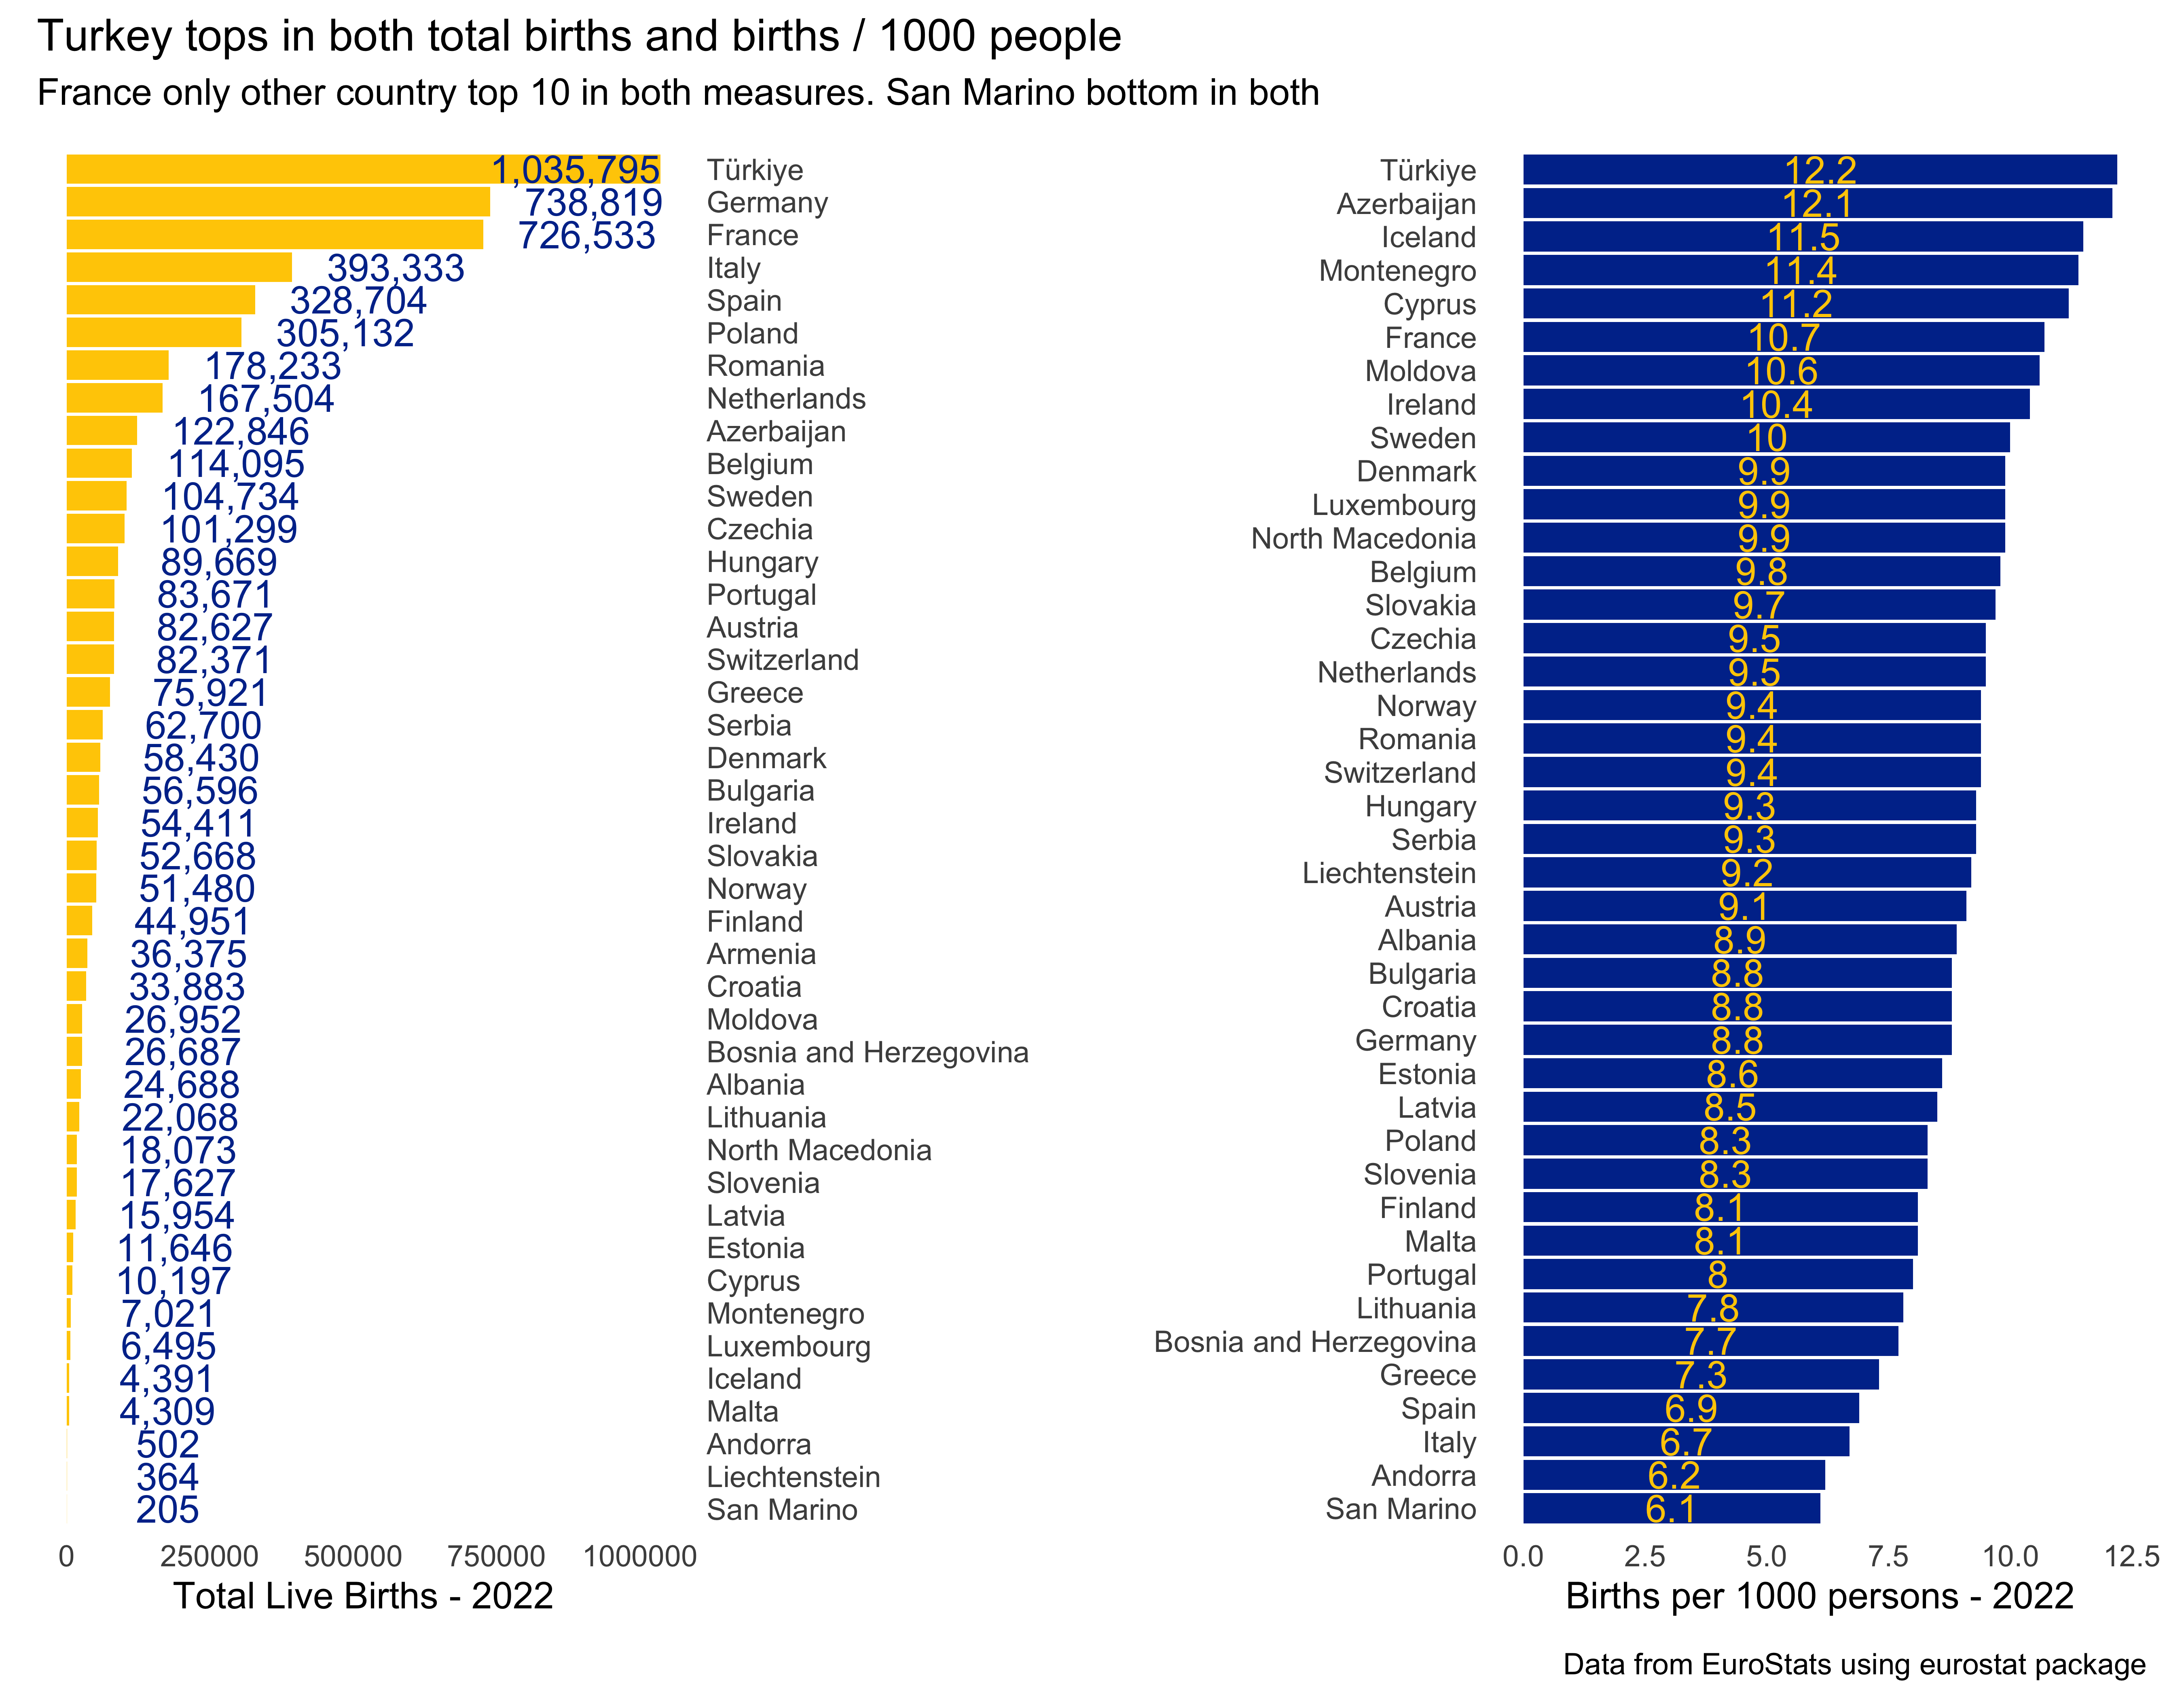 Turkey tops in both total births and births / 1000 people
France only other country top 10 in both measures. San Marino bottom in both
1,035,795 Türkiye
738,819 Germany
726,533 France
393,333 Italy
328,704 Spain
305,132 Poland
178,233 Romania
167,504 Netherlands
122,846 Azerbaijan
114,095 Belgium
104,734 Sweden
101,299 Czechia
89,669 Hungary
83,671 Portugal
82,627 Austria
82,371 Switzerland
75,921 Greece
62,700 Serbia
58,430 Denmark
56,596 Bulgaria
54,411 Ireland
52,668 Slovakia
51,480 Norway
44,951 Finland
36,375 Armenia
33,883 Croatia
26,952 Moldova
26,687 Bosnia and Herzegovina
24,688 Albania
22,068 Lithuania
18,073 North Macedonia
17,627 Slovenia
15,954 Latvia
11,646 Estonia
10,197 Cyprus
7,021 Montenegro
6,495 Luxembourg
4,391 Iceland
4,309 Malta
502 Andorra
364 Liechtenstein
205 San Marino
0 250000 500000 750000 1000000
Total Live Births - 2022
Türkiye 12.2
Azerbaijan 12.1
Iceland 11.5
Montenegro 11.4
Cyprus 11.2
France 10.7
Moldova 10.6
Ireland 10.4
Sweden 10
Denmark 9.9
Luxembourg 9.9
North Macedonia 9.9
Belgium 9.8
Slovakia 9.7
Czechia 9.5
Netherlands 9.5
Norway 9.4
Romania 9.4
Switzerland 9.4
Hungary 9.3
Serbia 9.3
Liechtenstein 9.2
Austria 9.1
Albania 8.9
Bulgaria 8.8
Croatia 8.8
Germany 8.8
Estonia 8.6
Latvia 8.5
Poland 8.3
Slovenia 8.3
Finland 8.1
Malta 8.1
Portugal 8
Lithuania 7.8
Bosnia and Herzegovina 7.7
Greece 7.3
Spain 6.9
Italy 6.7
Andorra 6.2
San Marino 6.1
0.0 2.5 5.0 7.5 10.0 12.5
Births per 1000 persons - 2022
Data from EuroStats using eurostat package